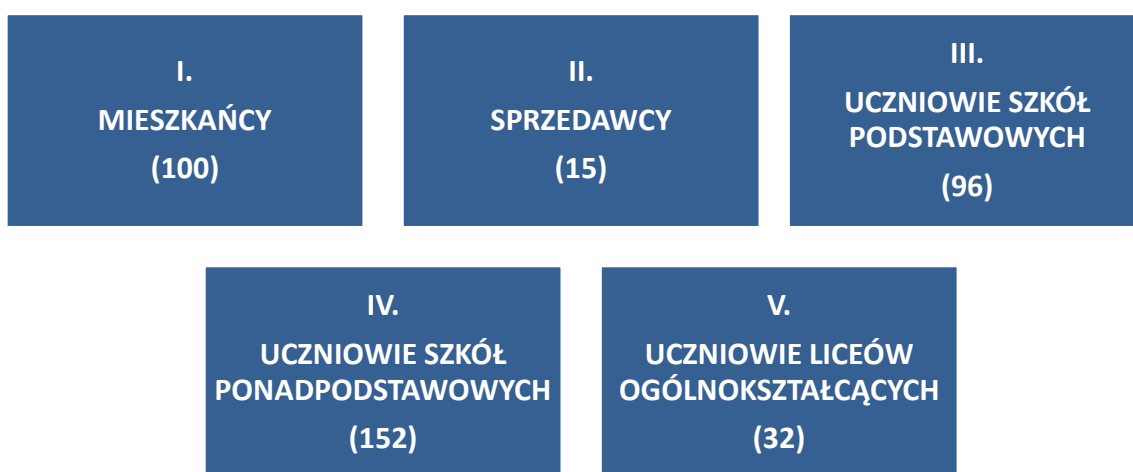 I.
MIESZKAŃCY
(100)
II.
SPRZEDAWCY
(15)
III.
UCZNIOWIE SZKÓŁ
PODSTAWOWYCH
(96)
IV.
UCZNIOWIE SZKÓŁ
PONADPODSTAWOWYCH
(152)
V.
UCZNIOWIE LICEÓW
OGÓLNOKSZTAŁCĄCYCH
(32)